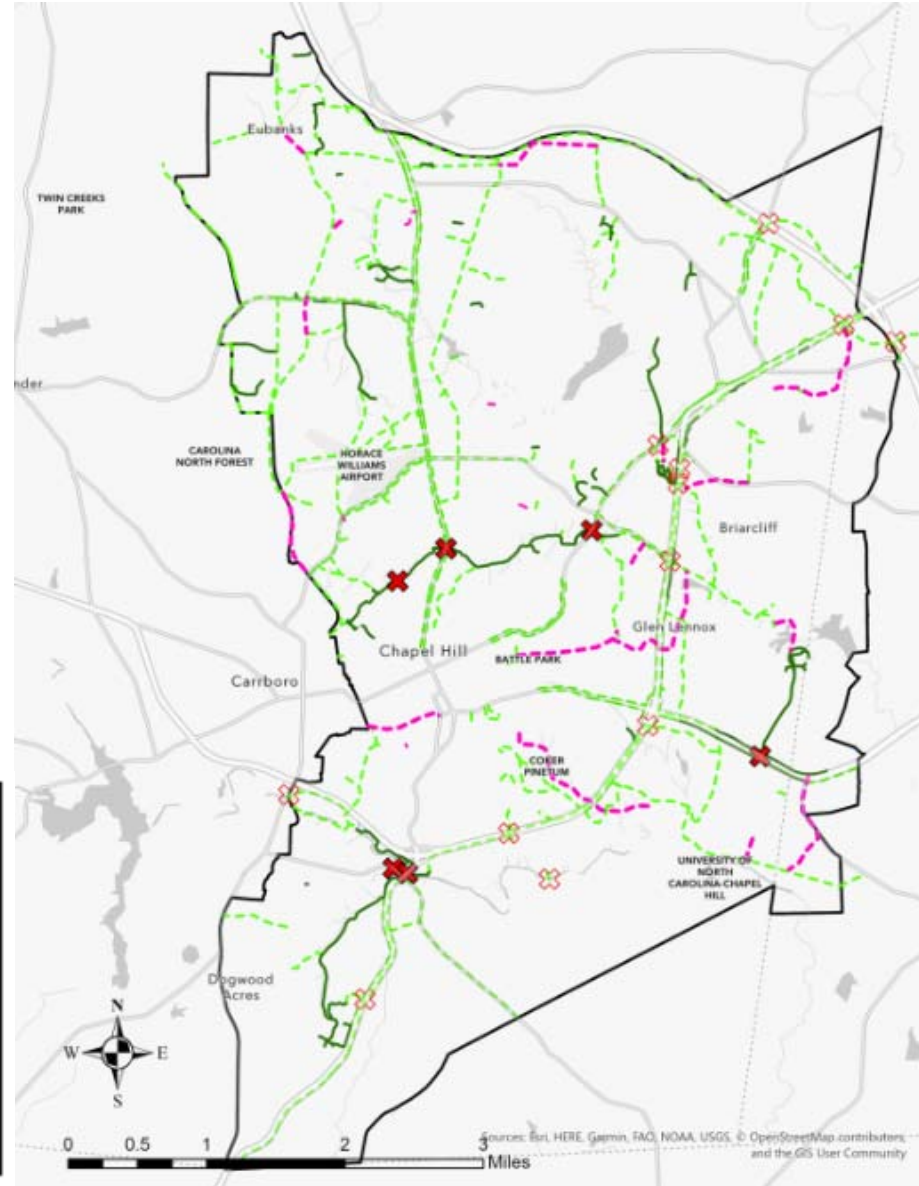 Eubanks
TWIN CREEKS
PARK
nder
CAROLINA
NORTH FOREST
HORACE
WILLIAMS
AIRPORT
Briarcliff
Glen Lennox
Chapel Hill
BATTLE PARK
Carrboro
COKER
PINETUM
UNIVERSITY OF
NORTH
CAROLINA-CHAPEL
HILL
Dogwood
Acres
N
W E
S
0 0.5 1 2 3
Miles
Sources: Esri, HERE, Garmin, FAO, NOAA, USGS, © OpenStreetMap contributors,
and the GIS User Community